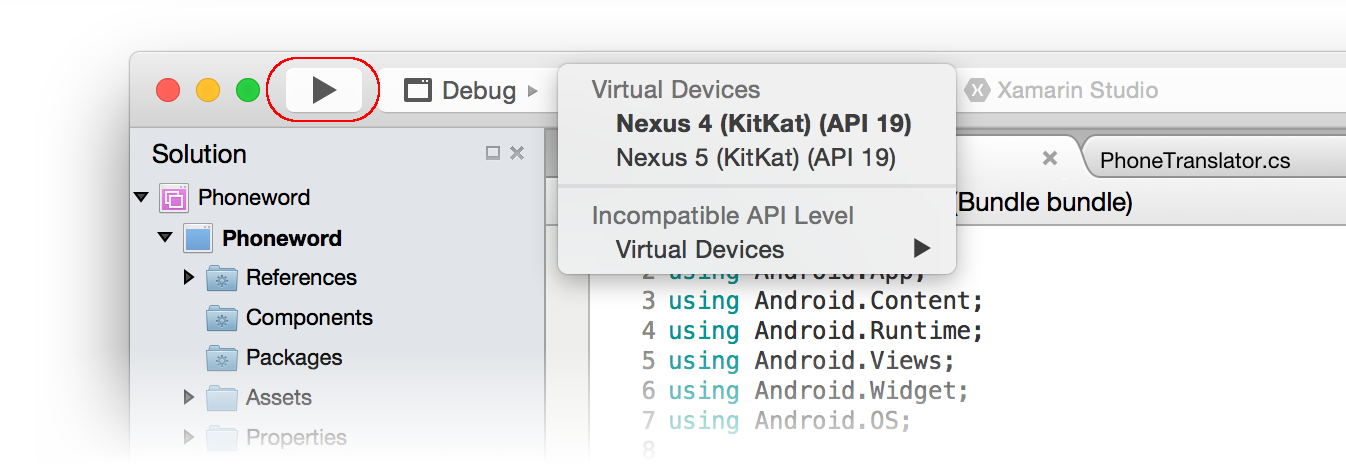 Debug
Xamarin Studio
Virtual Devices
Nexus 4 (KitKat) (API 19)
Nexus 5 (KitKat) (API 19)
Incompatible API Level
Virtual Devices
Solution
Phoneword
Phoneword
References
Components
Packages
Assets
Properties
PhoneTranslator.cs
(Bundle bundle)
2 using Android.App;
3 using Android.Content;
4 using Android.Runtime;
5 using Android.Views;
6 using Android.Widget;
7 using Android.OS;
8